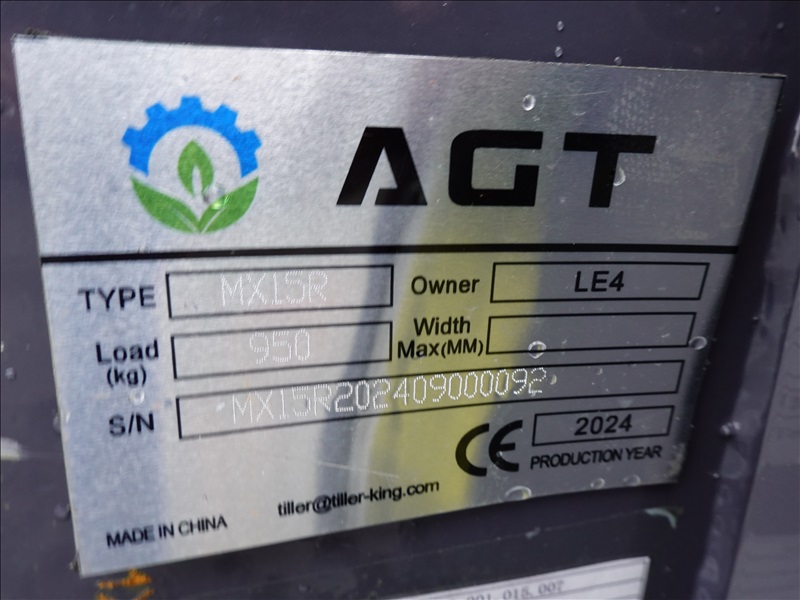 AGT
TYPE MX15R Owner LE4
Load (kg) 950 Width Max(MM)
S/N MX15R202409000092
CE 2024
PRODUCTION YEAR
tiller@tiller-king.com
MADE IN CHINA